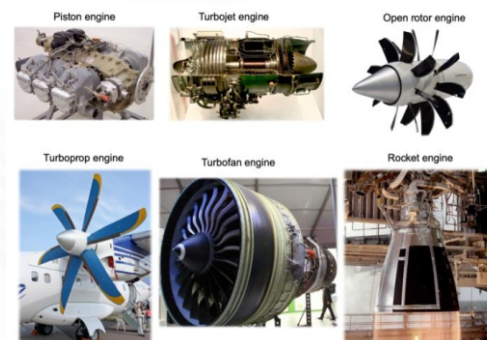 Piston engine
Turbojet engine
Open rotor engine
Turboprop engine
Turbofan engine
Rocket engine